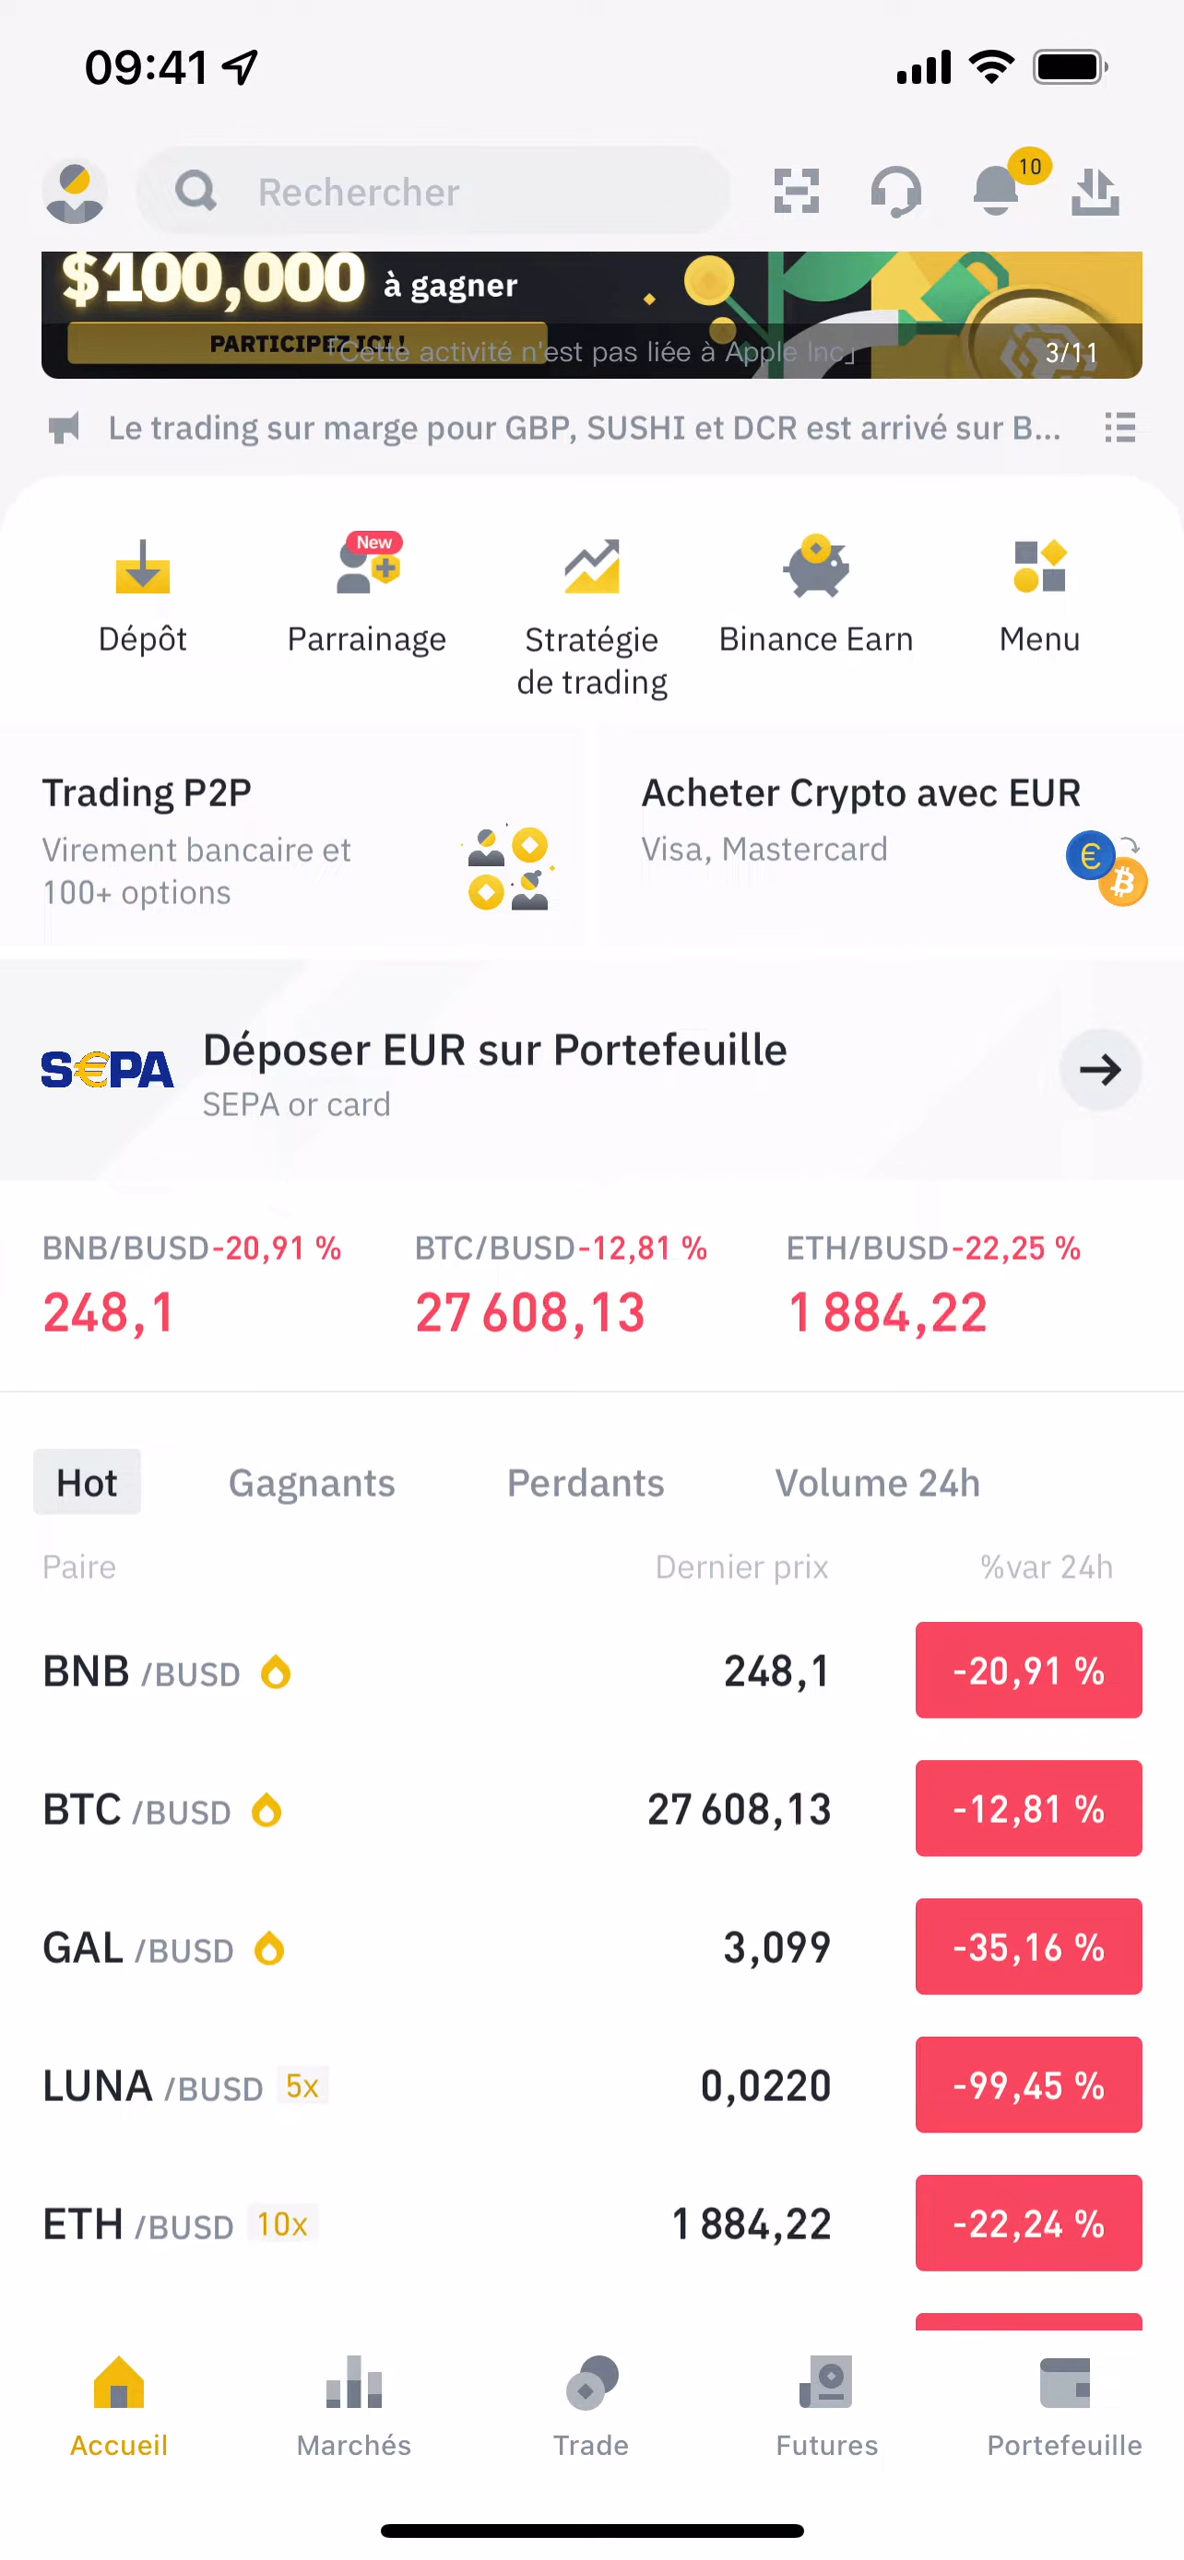 09:41
Rechercher
10
$100,000 à gagner
PARTICIPEZ ICI !
「Cette activité n'est pas liée à Apple Inc」
3/11
Le trading sur marge pour GBP, SUSHI et DCR est arrivé sur B...
New
Dépôt
Parrainage
Stratégie
de trading
Binance Earn
Menu
Trading P2P
Virement bancaire et
100+ options
Acheter Crypto avec EUR
Visa, Mastercard
S€PA
Déposer EUR sur Portefeuille
SEPA or card
BNB/BUSD-20,91 %
248,1
BTC/BUSD-12,81 %
27 608,13
ETH/BUSD-22,25 %
1 884,22
Hot Gagnants Perdants Volume 24h
Paire Dernier prix %var 24h
BNB /BUSD 248,1 -20,91 %
BTC /BUSD 27 608,13 -12,81 %
GAL /BUSD 3,099 -35,16 %
LUNA /BUSD 5x 0,0220 -99,45 %
ETH /BUSD 10x 1 884,22 -22,24 %
Accueil Marchés Trade Futures Portefeuille